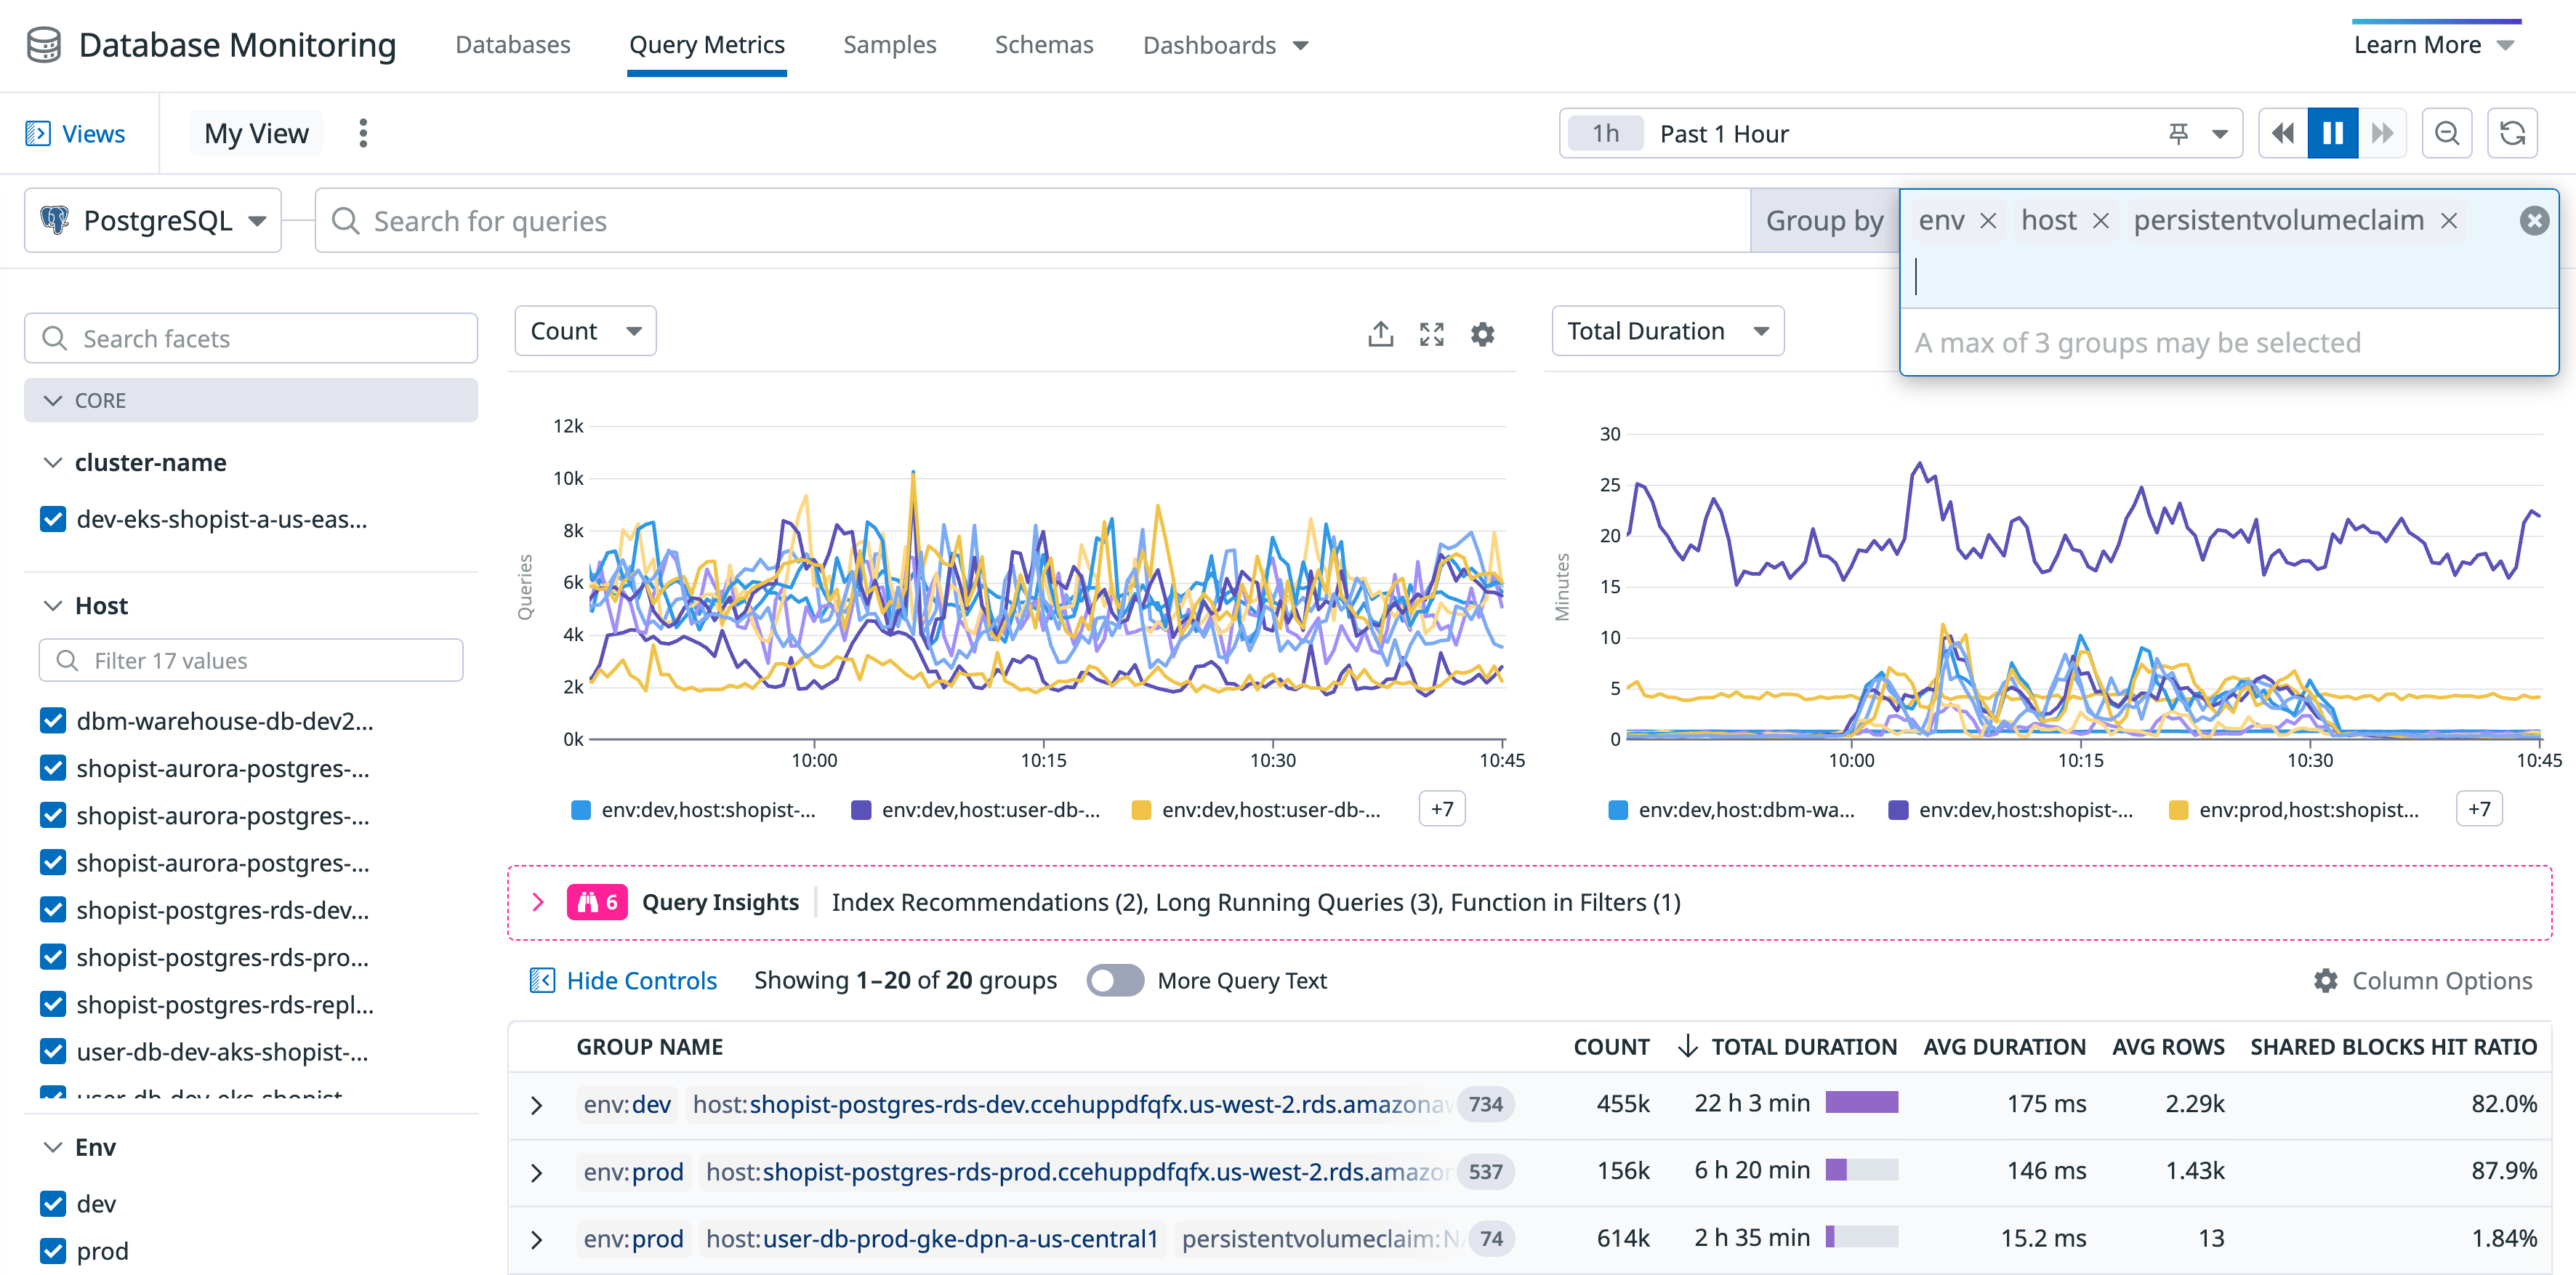 Database Monitoring Databases Query Metrics Samples Schemas Dashboards Learn More
Views My View 1h Past 1 Hour
PostgreSQL Search for queries Group by env host persistentvolumeclaim
A max of 3 groups may be selected
Search facets
CORE
cluster-name
dev-eks-shopist-a-us-eas...
Host
Filter 17 values
dbm-warehouse-db-dev2...
shopist-aurora-postgres-...
shopist-aurora-postgres-...
shopist-aurora-postgres-...
shopist-postgres-rds-dev...
shopist-postgres-rds-pro...
shopist-postgres-rds-repl...
user-db-dev-aks-shopist-...
user-db-dev-eks-shopist
Env
dev
prod
Count
Queries
12k
10k
8k
6k
4k
2k
0k
10:00 10:15 10:30 10:45
env:dev,host:shopist-... env:dev,host:user-db-... env:dev,host:user-db-... +7
Total Duration
Minutes
30
25
20
15
10
5
0
10:00 10:15 10:30 10:45
env:dev,host:dbm-wa... env:dev,host:shopist-... env:prod,host:shopist... +7
6 Query Insights Index Recommendations (2), Long Running Queries (3), Function in Filters (1)
Hide Controls Showing 1–20 of 20 groups More Query Text Column Options
GROUP NAME COUNT TOTAL DURATION AVG DURATION AVG ROWS SHARED BLOCKS HIT RATIO
env:dev host:shopist-postgres-rds-dev.ccehuppdfqfx.us-west-2.rds.amazonaw 734 455k 22 h 3 min 175 ms 2.29k 82.0%
env:prod host:shopist-postgres-rds-prod.ccehuppdfqfx.us-west-2.rds.amazon 537 156k 6 h 20 min 146 ms 1.43k 87.9%
env:prod host:user-db-prod-gke-dpn-a-us-central1 persistentvolumeclaim:N 74 614k 2 h 35 min 15.2 ms 13 1.84%